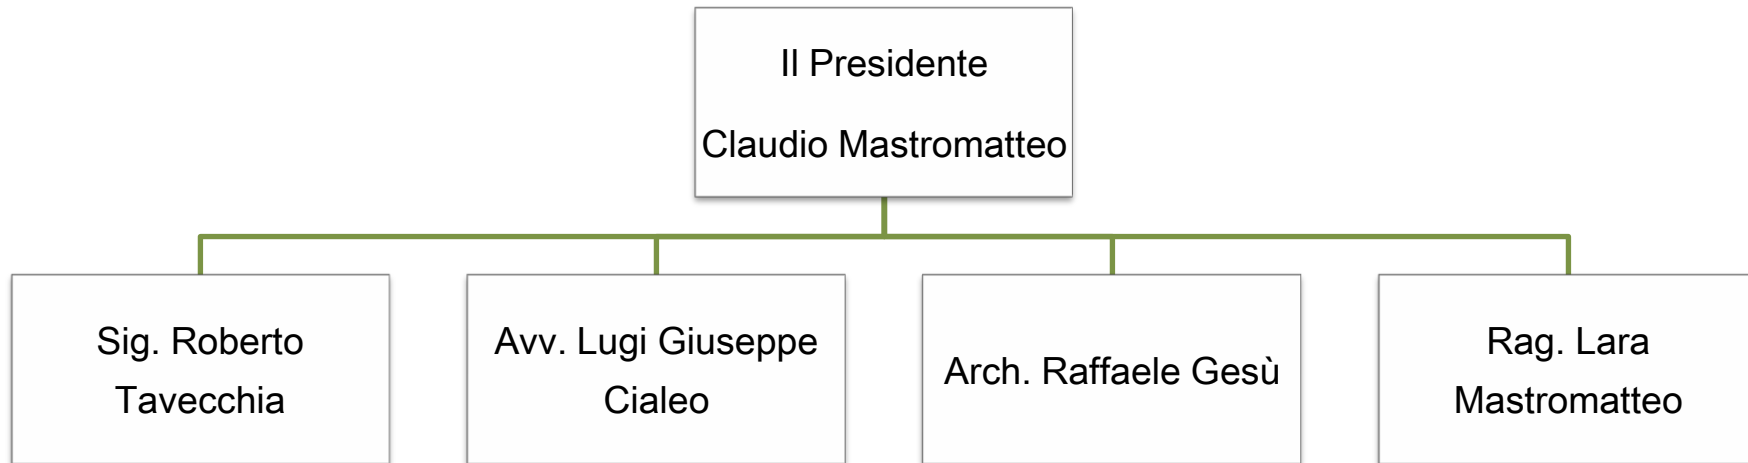 Il Presidente
Claudio Mastromatteo
Sig. Roberto
Tavecchia
Avv. Lugi Giuseppe
Cialeo
Arch. Raffaele Gesù
Rag. Lara
Mastromatteo